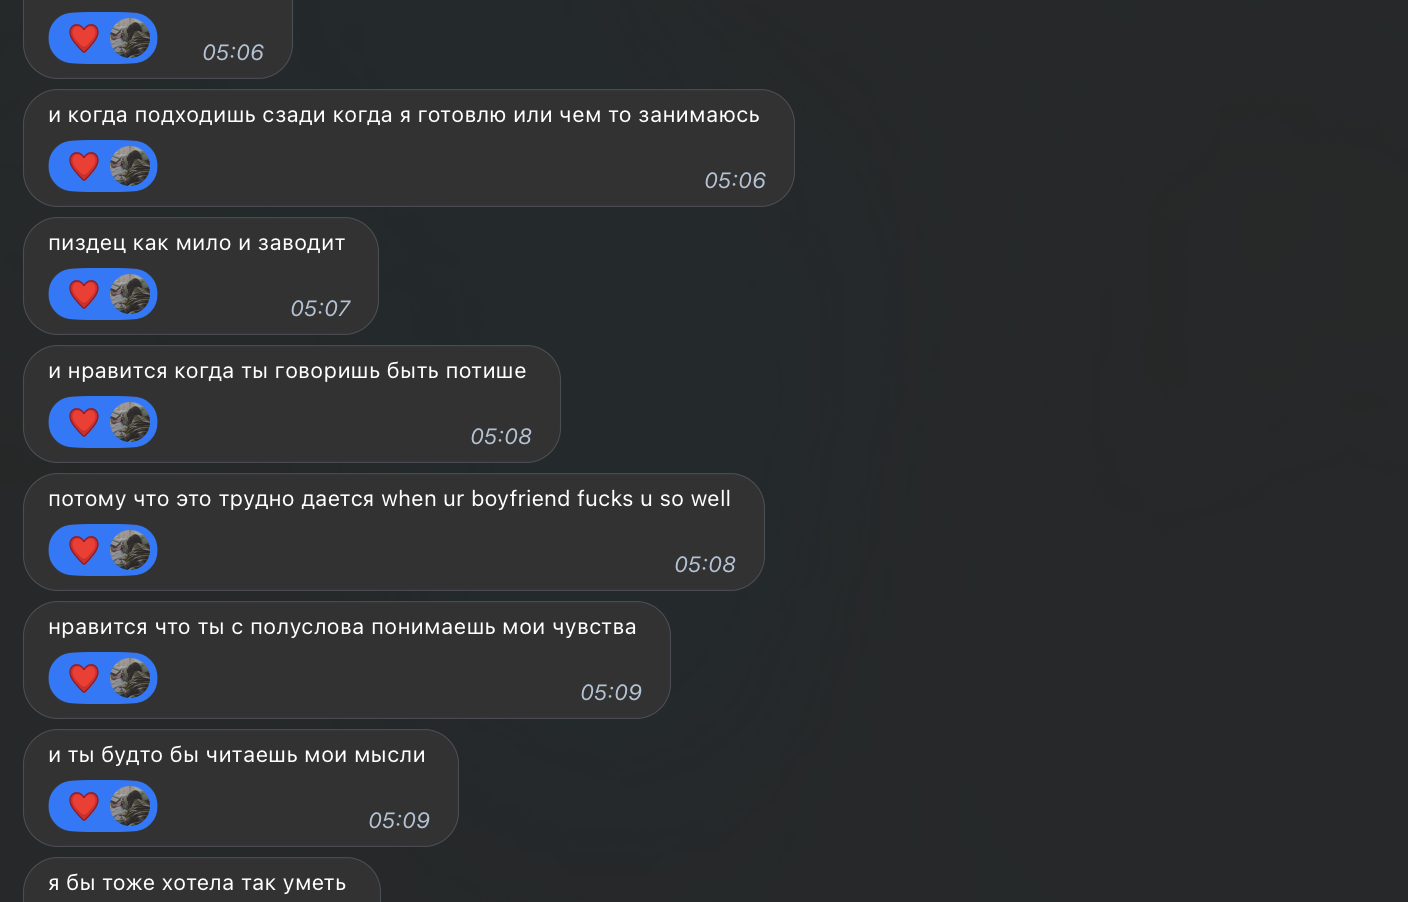 05:06
и когда подходишь сзади когда я готовлю или чем то занимаюсь
05:06
пиздец как мило и заводит
05:07
и нравится когда ты говоришь быть потише
05:08
потому что это трудно дается when ur boyfriend fucks u so well
05:08
нравится что ты с полуслова понимаешь мои чувства
05:09
и ты будто бы читаешь мои мысли
05:09
я бы тоже хотела так уметь